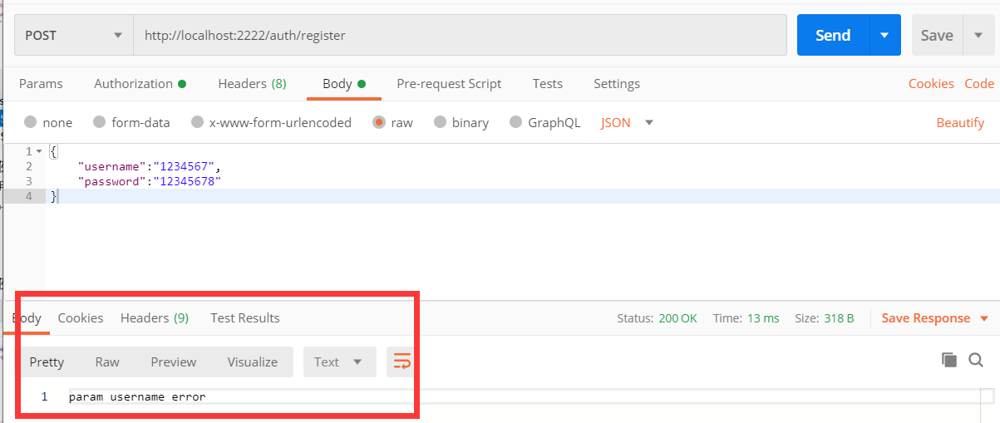 POST http://localhost:2222/auth/register Send Save
Params Authorization Headers (8) Body Pre-request Script Tests Settings Cookies Code
none form-data x-www-form-urlencoded raw binary GraphQL JSON Beautify
1 {
2 "username":"1234567",
3 "password":"12345678"
4 }
Body Cookies Headers (9) Test Results Status: 200 OK Time: 13 ms Size: 318 B Save Response
Pretty Raw Preview Visualize Text
1 param username error